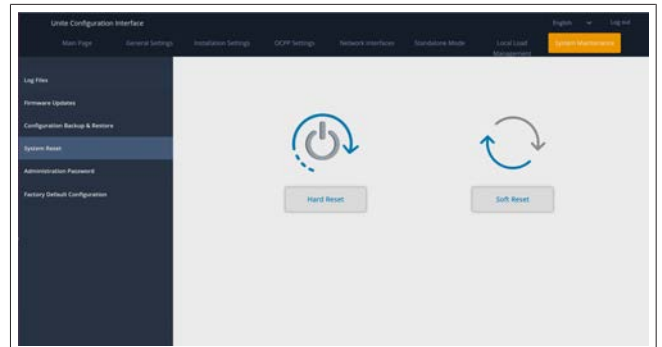 Unite Configuration Interface
English
Log out
Main Page
General Settings
Installation Settings
OCPP Settings
Network Interfaces
Standalone Mode
Local Load
Management
System Maintenance
Log Files
Firmware Updates
Configuration Backup & Restore
System Reset
Administration Password
Factory Default Configuration
Hard Reset
Soft Reset